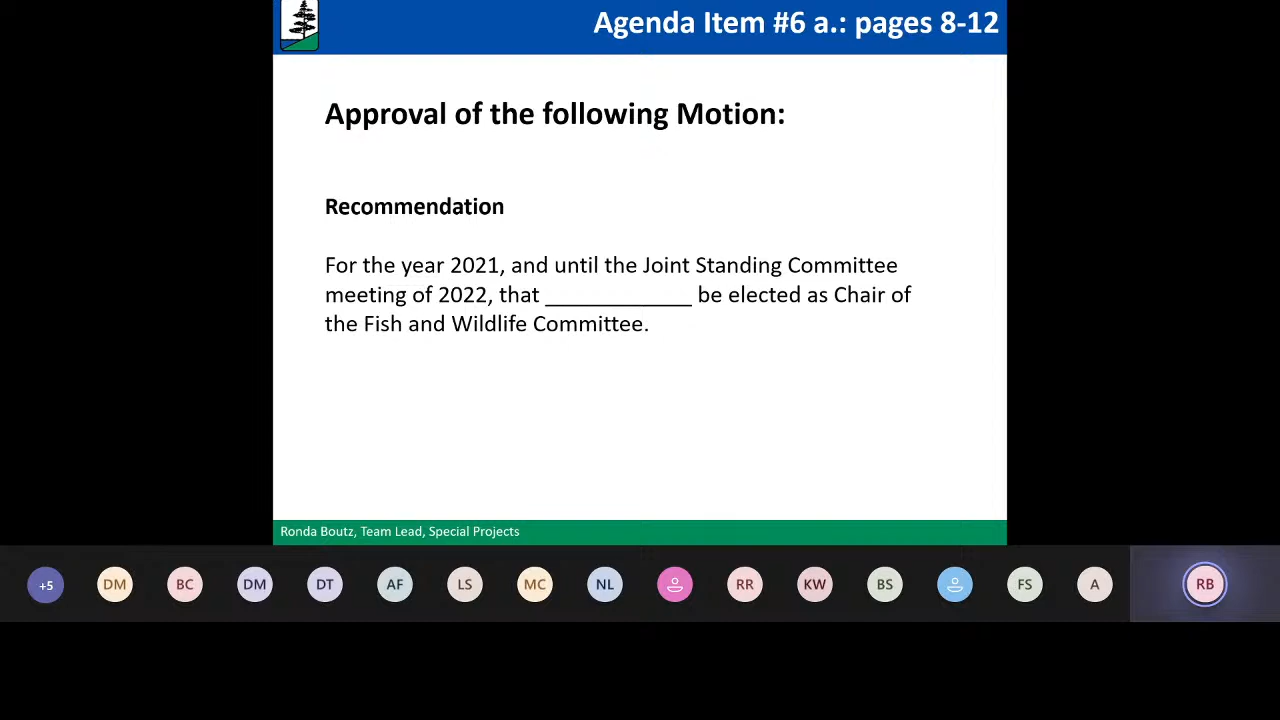 Agenda Item #6 a.: pages 8-12
Approval of the following Motion:
Recommendation
For the year 2021, and until the Joint Standing Committee
meeting of 2022, that ____________ be elected as Chair of
the Fish and Wildlife Committee.
Ronda Boutz, Team Lead, Special Projects
+5 DM BC DM DT AF LS MC NL RR KW BS FS A RB